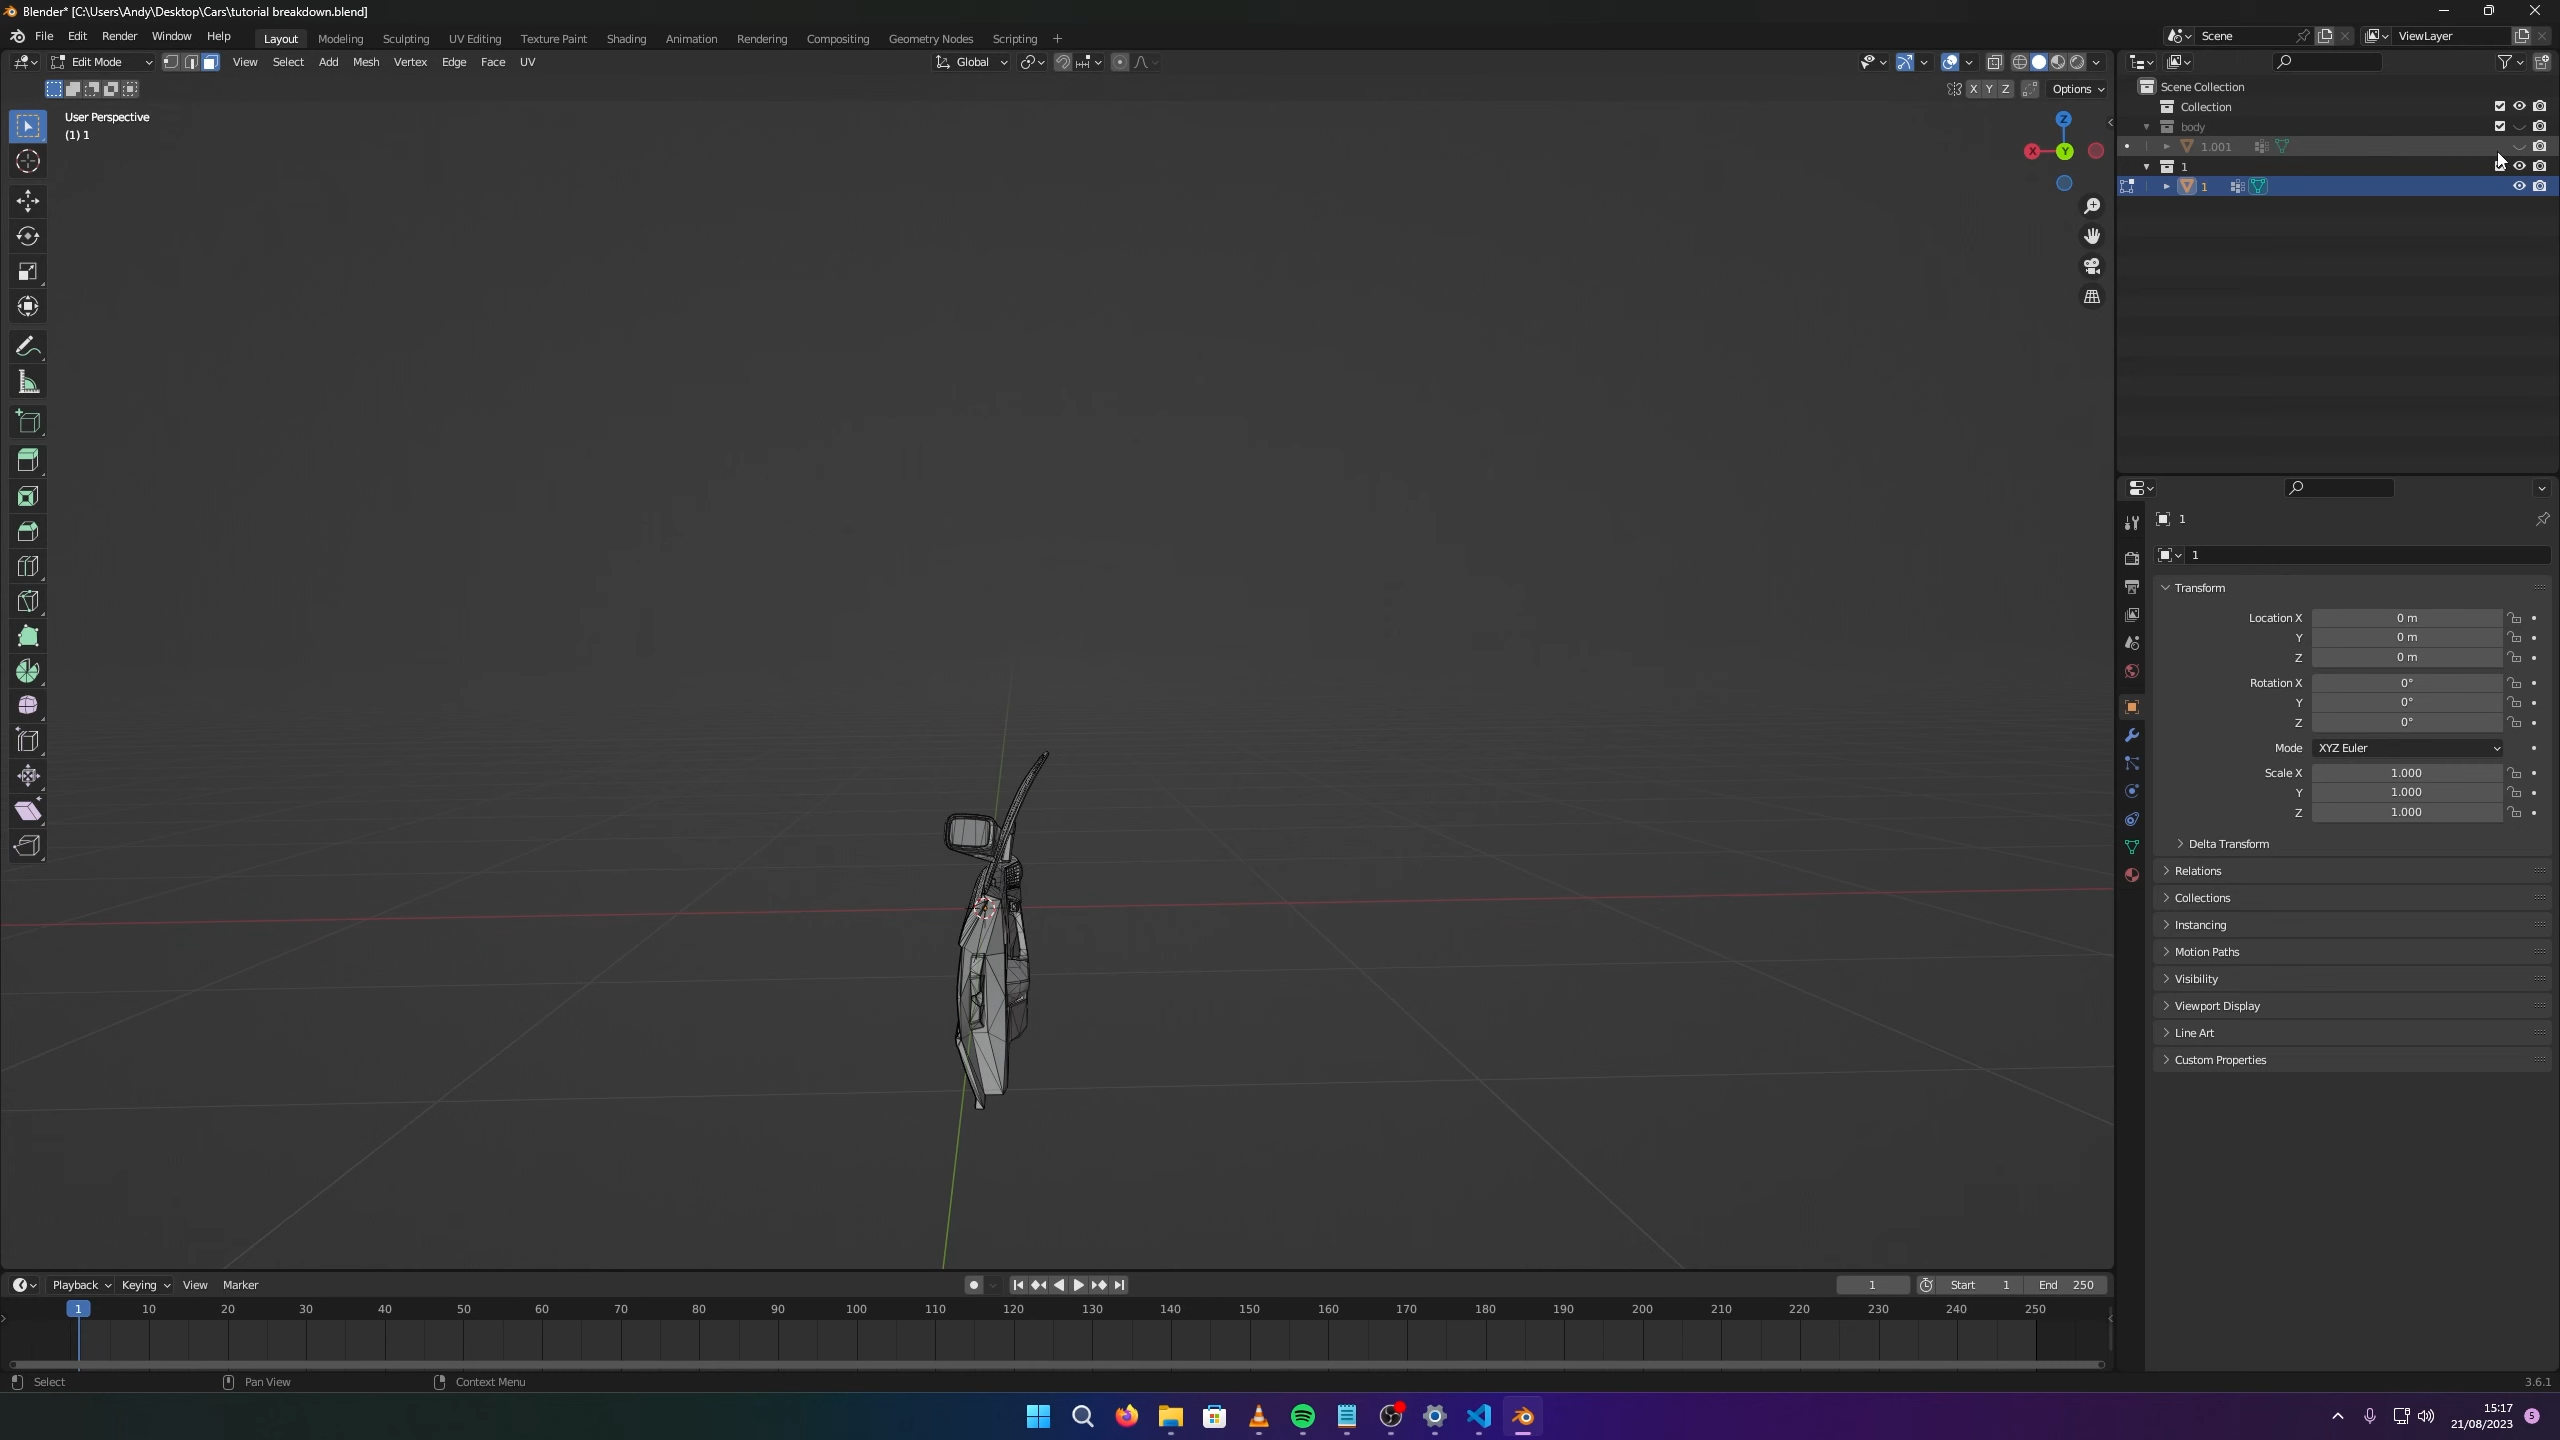 Blender* [C:\Users\Andy\Desktop\Cars\tutorial breakdown.blend]
File Edit Render Window Help Layout Modeling Sculpting UV Editing Texture Paint Shading Animation Rendering Compositing Geometry Nodes Scripting + Scene ViewLayer
Edit Mode View Select Add Mesh Vertex Edge Face UV Global
X Y Z Options
User Perspective
(1) 1
Z
X Y
Scene Collection
Collection
body
1.001
1
1
1
1
Transform
Location X 0 m
Y 0 m
Z 0 m
Rotation X 0°
Y 0°
Z 0°
Mode XYZ Euler
Scale X 1.000
Y 1.000
Z 1.000
Delta Transform
Relations
Collections
Instancing
Motion Paths
Visibility
Viewport Display
Line Art
Custom Properties
Playback Keying View Marker 1 Start 1 End 250
1 10 20 30 40 50 60 70 80 90 100 110 120 130 140 150 160 170 180 190 200 210 220 230 240 250
Select Pan View Context Menu 3.6.1
15:17
21/08/2023 5